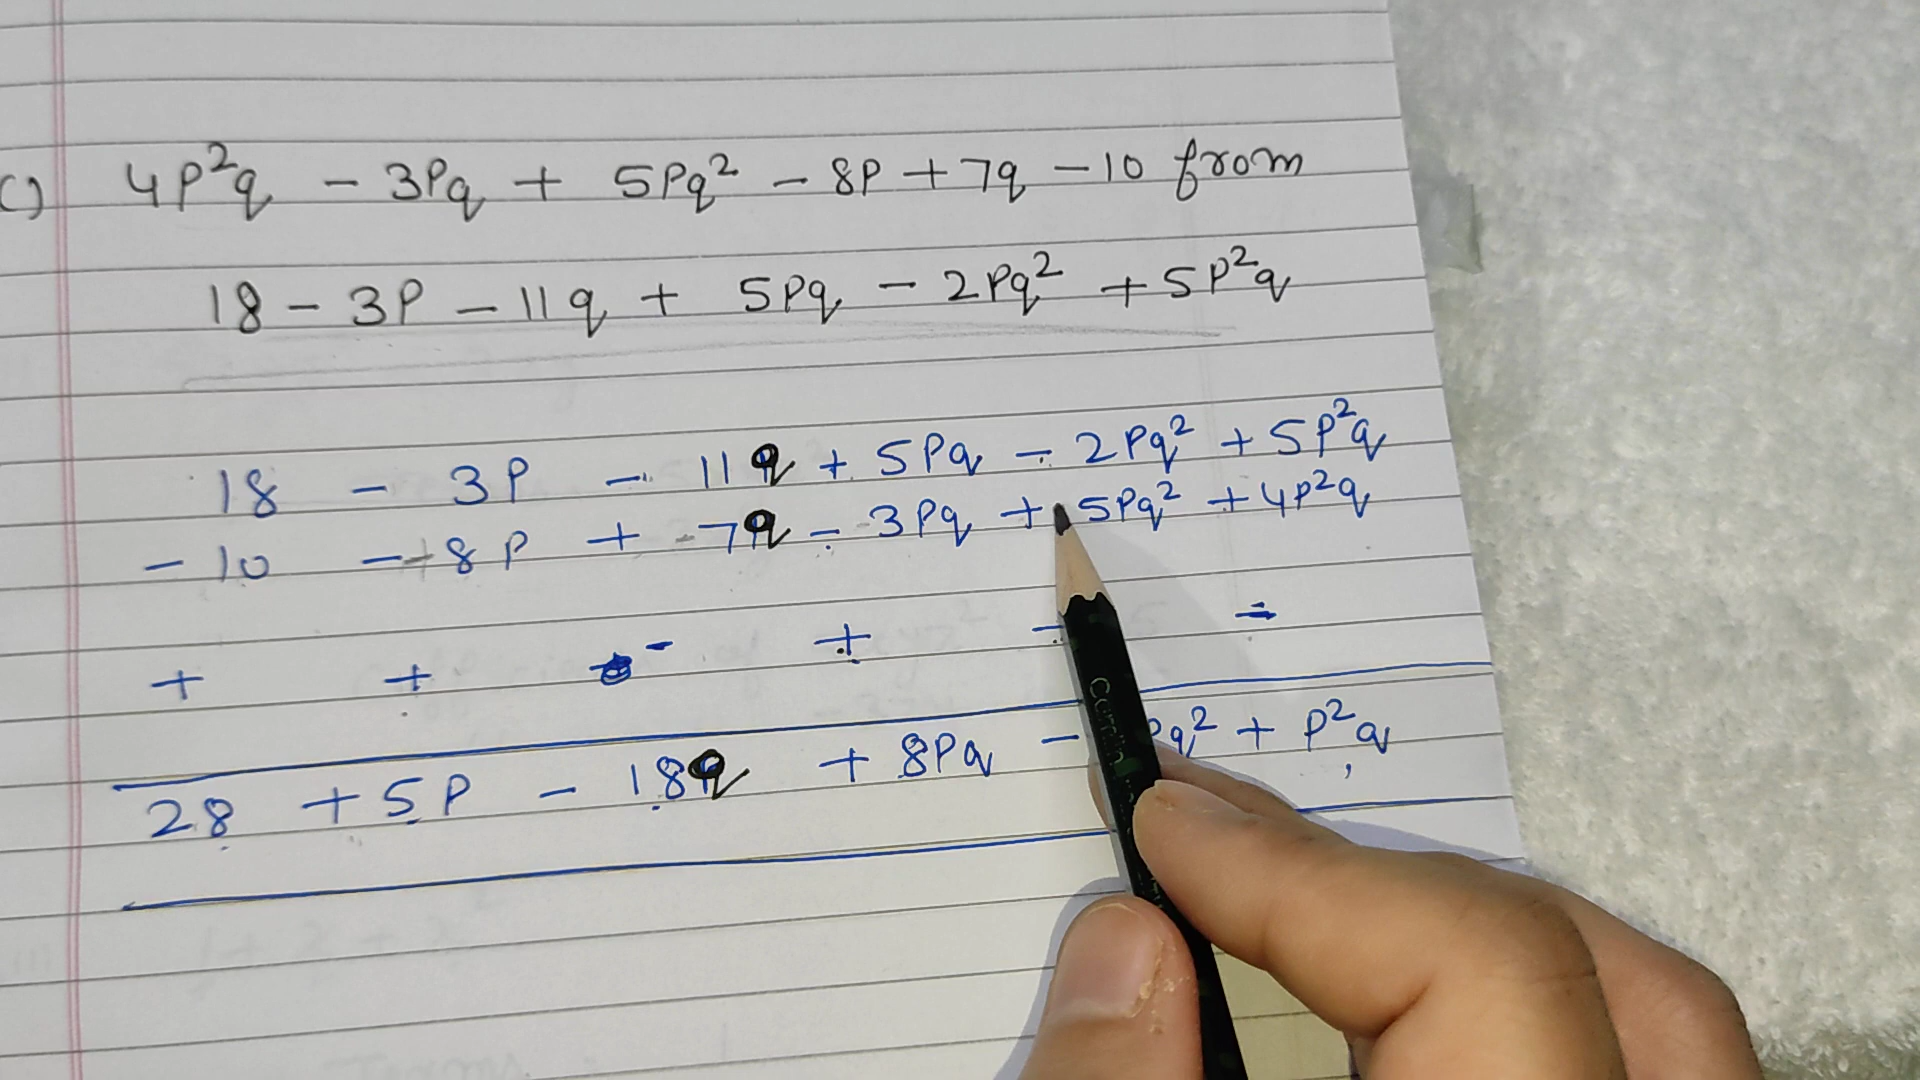 C) 4p²q - 3pq + 5pq² - 8p + 7q - 10 from
18 - 3p - 11q + 5pq - 2pq² + 5p²q
18 - 3p - 11q + 5pq - 2pq² + 5p²q
- 10 - 8p + 7q - 3pq + 5pq² + 4p²q
+ + - + - -
28 + 5p - 18q + 8pq - pq² + p²q